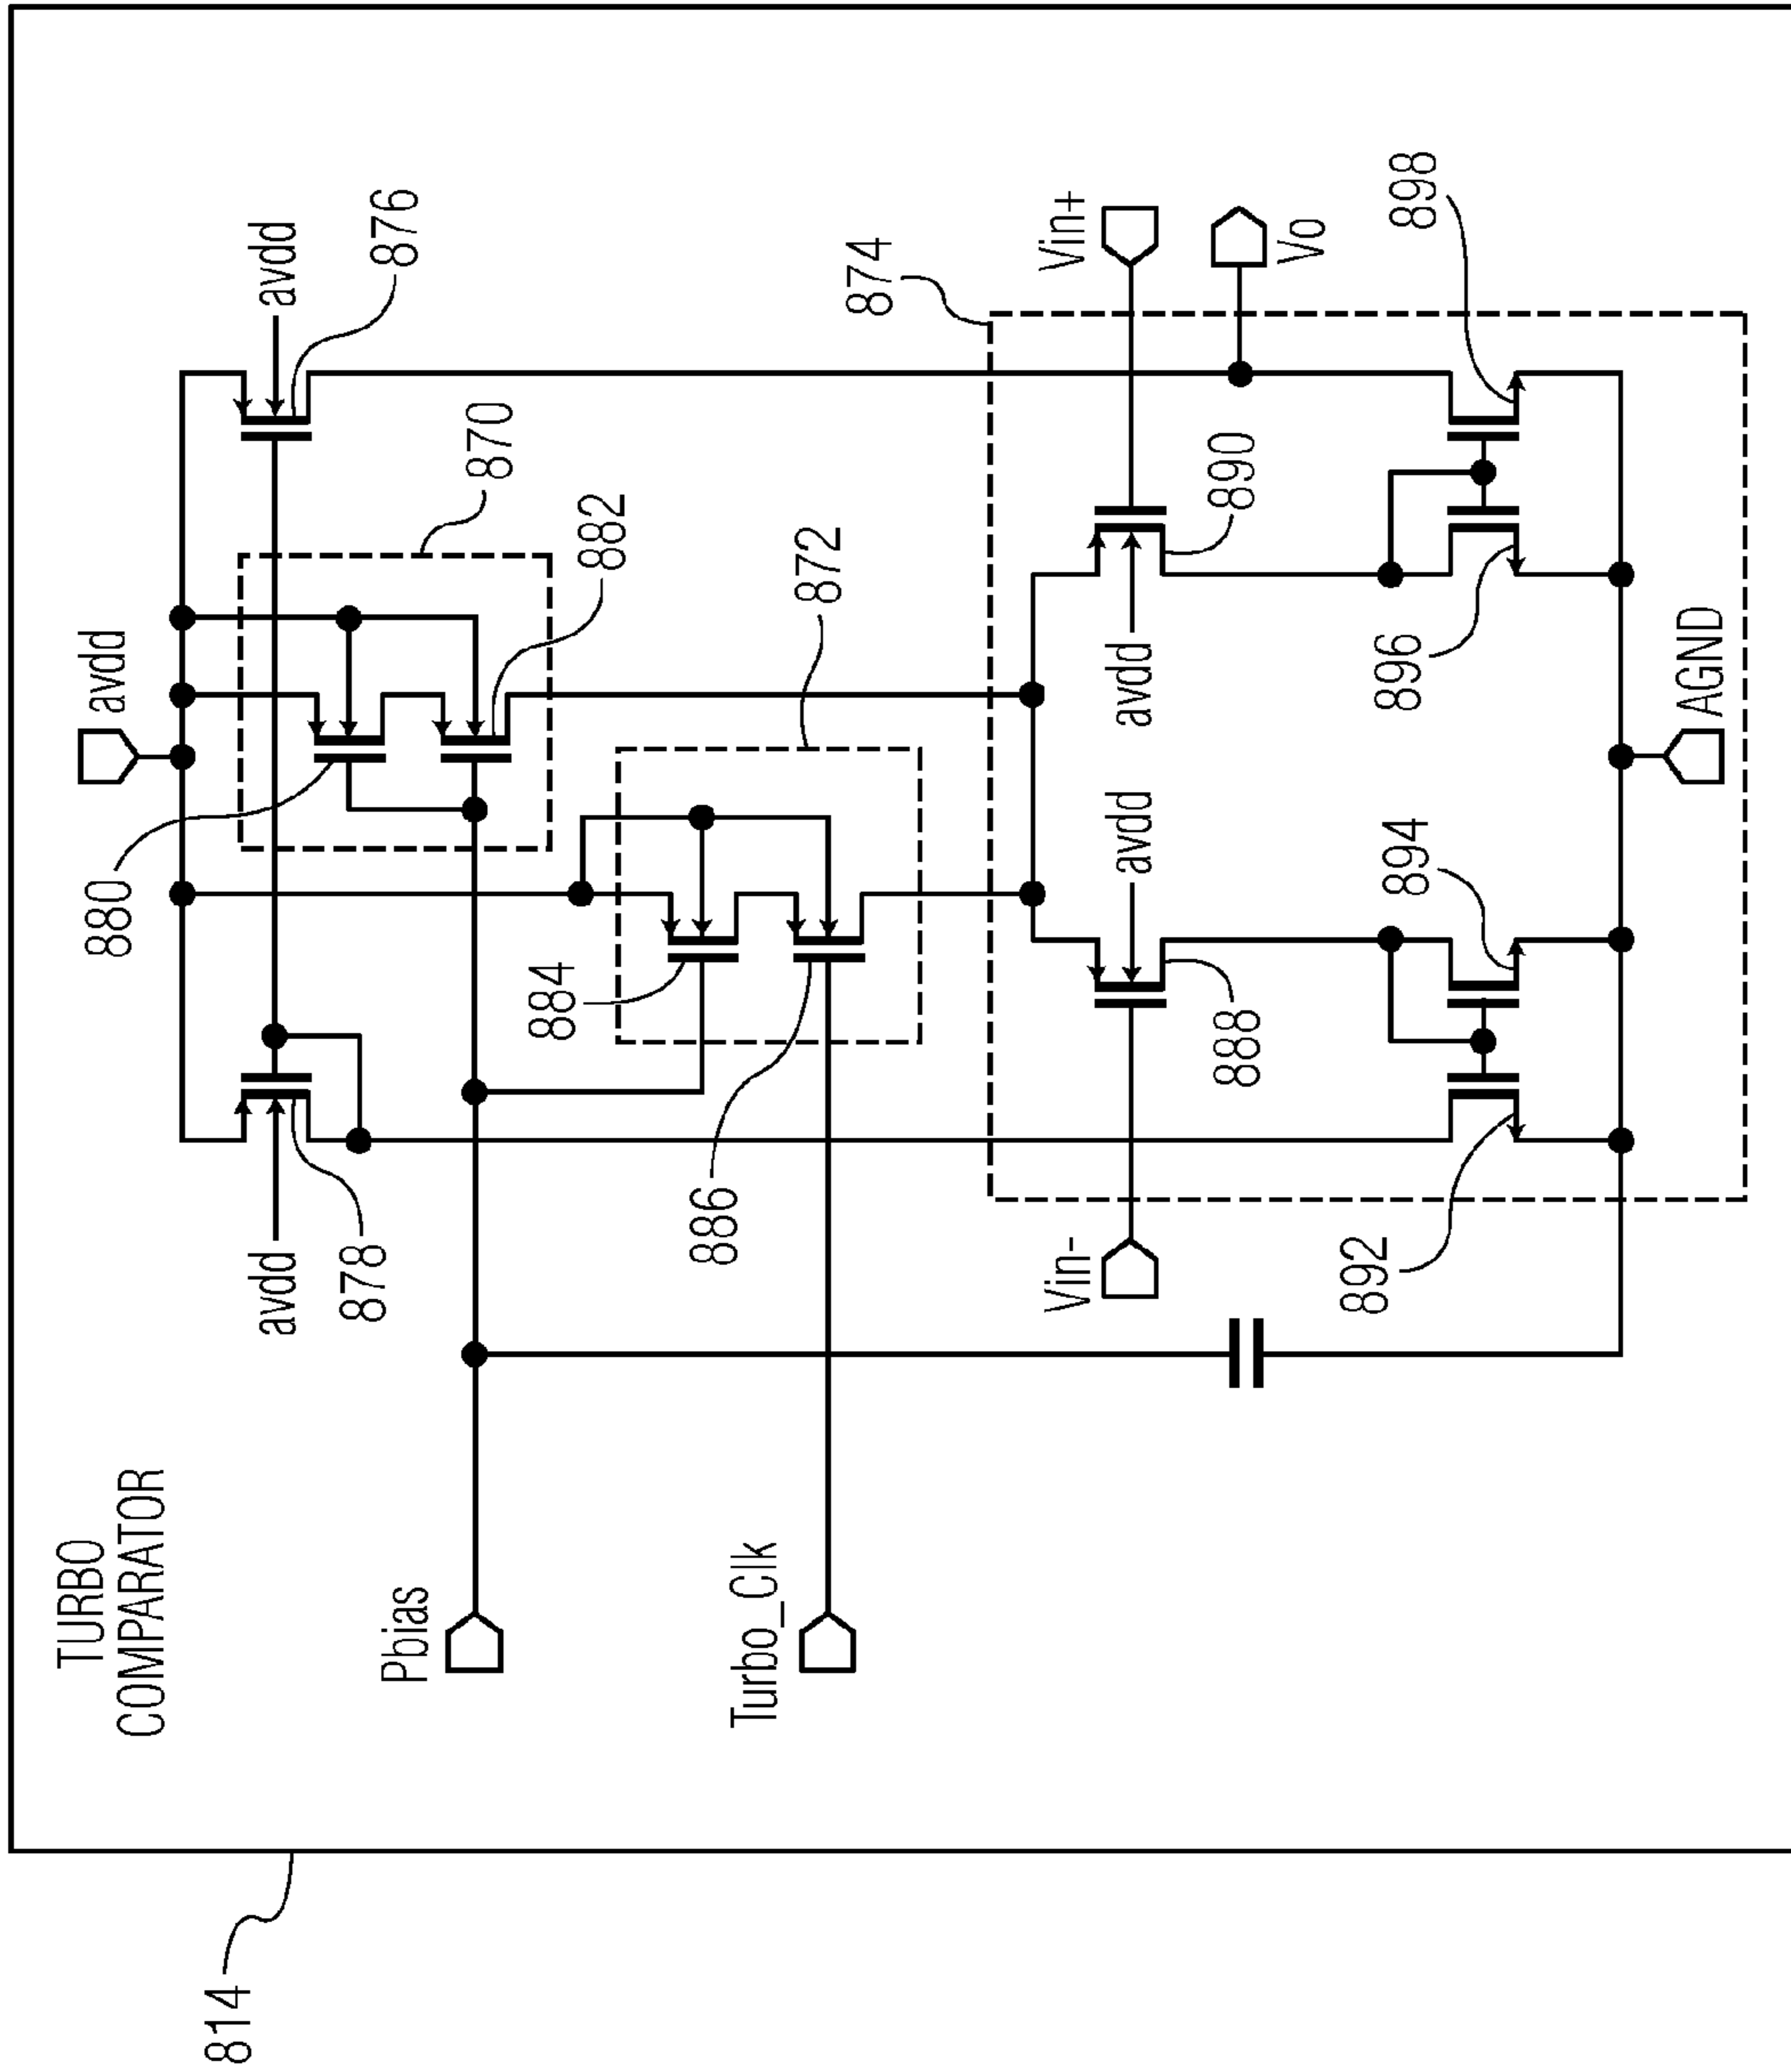 814
TURBO
COMPARATOR
avdd
avdd
878
880
avdd
876
870
882
Pbias
884
872
886
Turbo_Clk
874
Vin-
888
avdd
avdd
890
Vin+
Vo
892
894
896
898
AGND